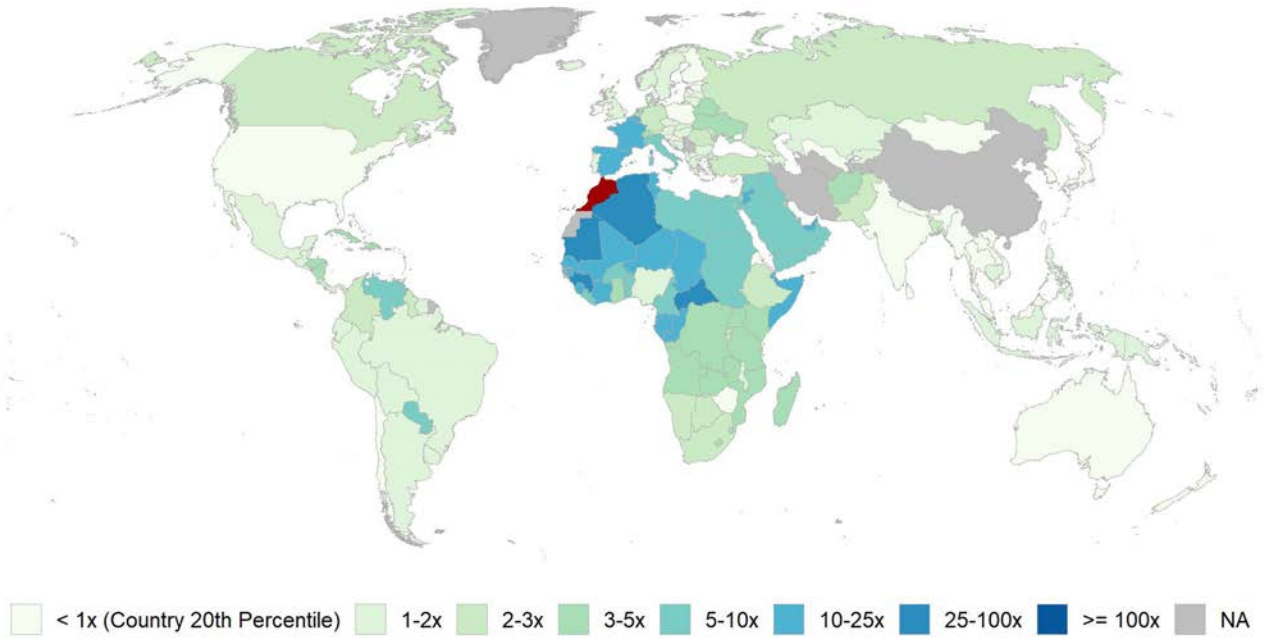 < 1x (Country 20th Percentile) 1-2x 2-3x 3-5x 5-10x 10-25x 25-100x >= 100x NA